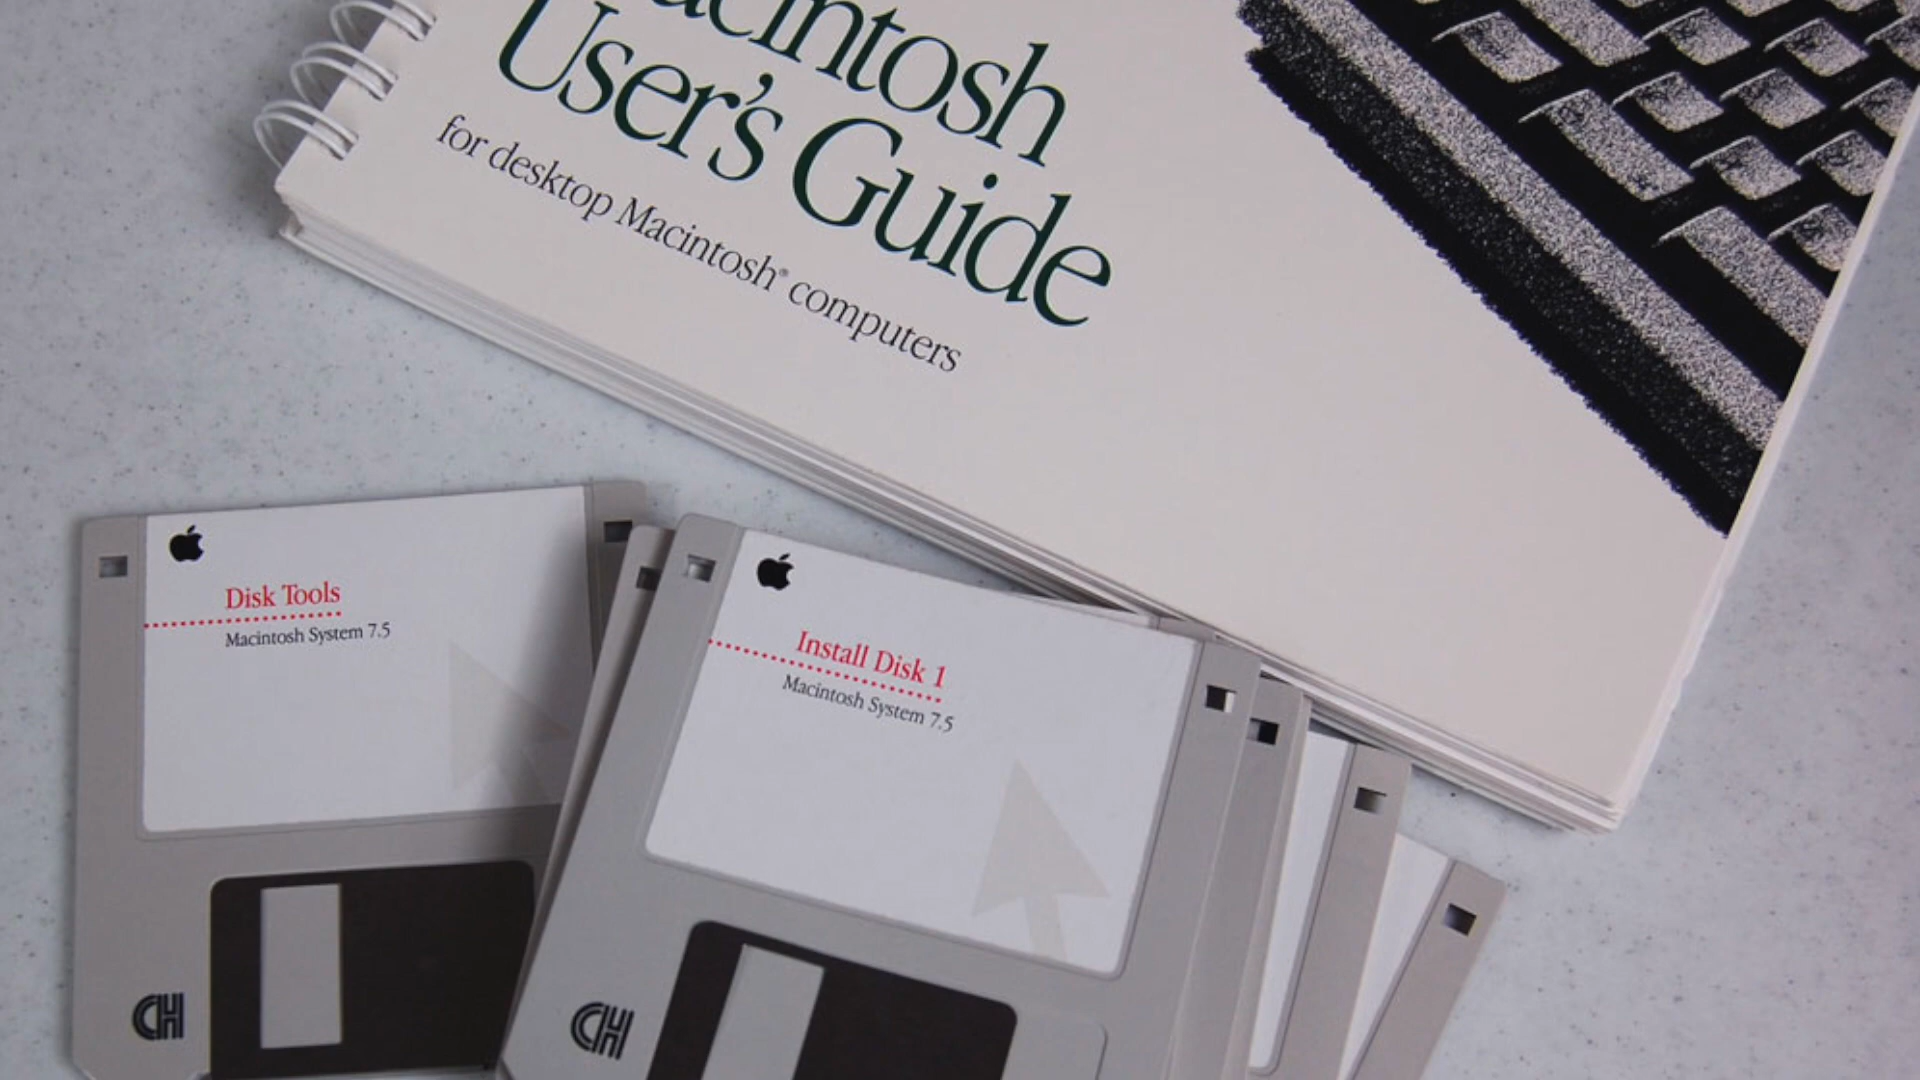 User's Guide
for desktop Macintosh® computers
Disk Tools
Macintosh System 7.5
Install Disk 1
Macintosh System 7.5